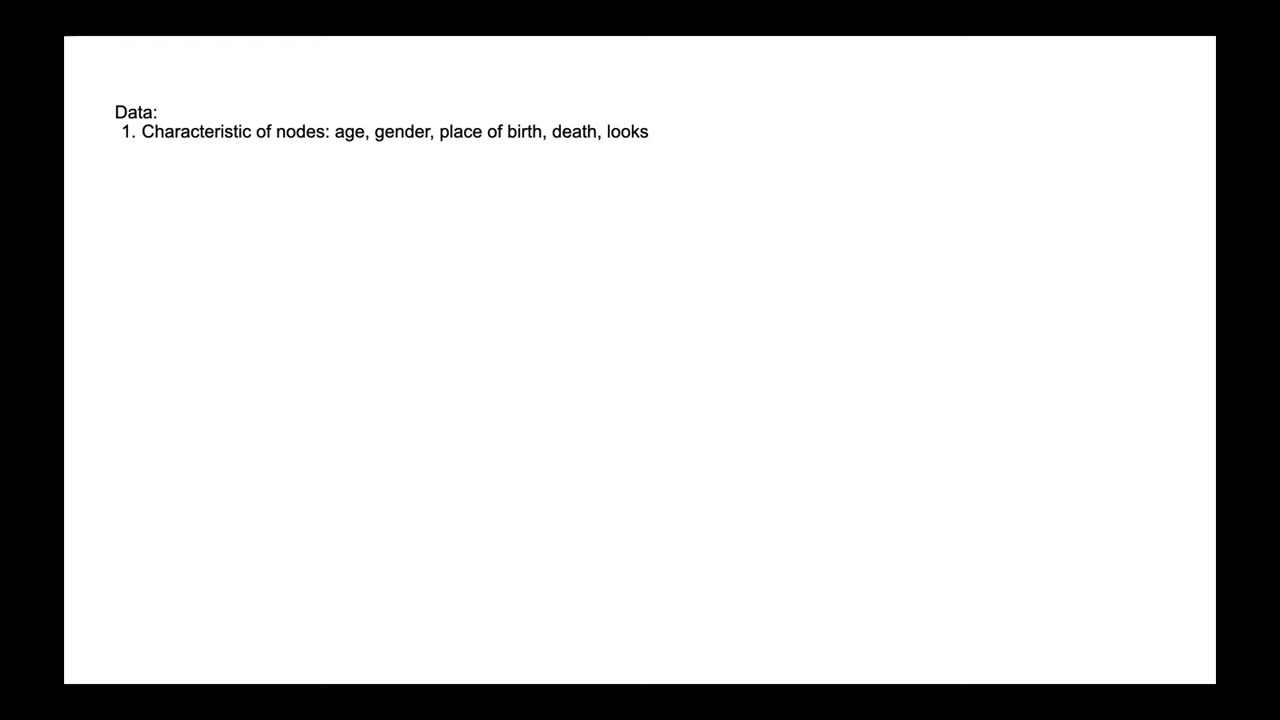 Data:
1. Characteristic of nodes: age, gender, place of birth, death, looks